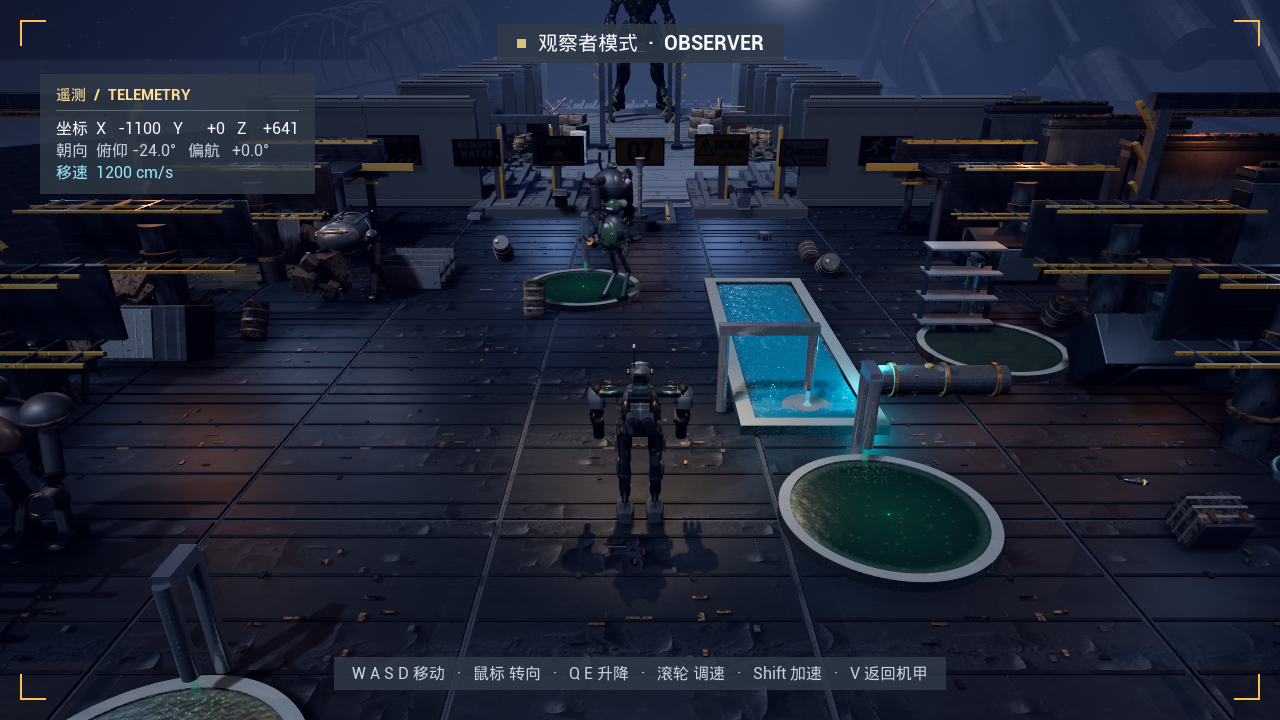 观察者模式 · OBSERVER
遥测 / TELEMETRY
坐标 X -1100 Y +0 Z +641
朝向 俯仰 -24.0° 偏航 +0.0°
移速 1200 cm/s
RUNOFF WATER
07
W A S D 移动 · 鼠标 转向 · Q E 升降 · 滚轮 调速 · Shift 加速 · V 返回机甲